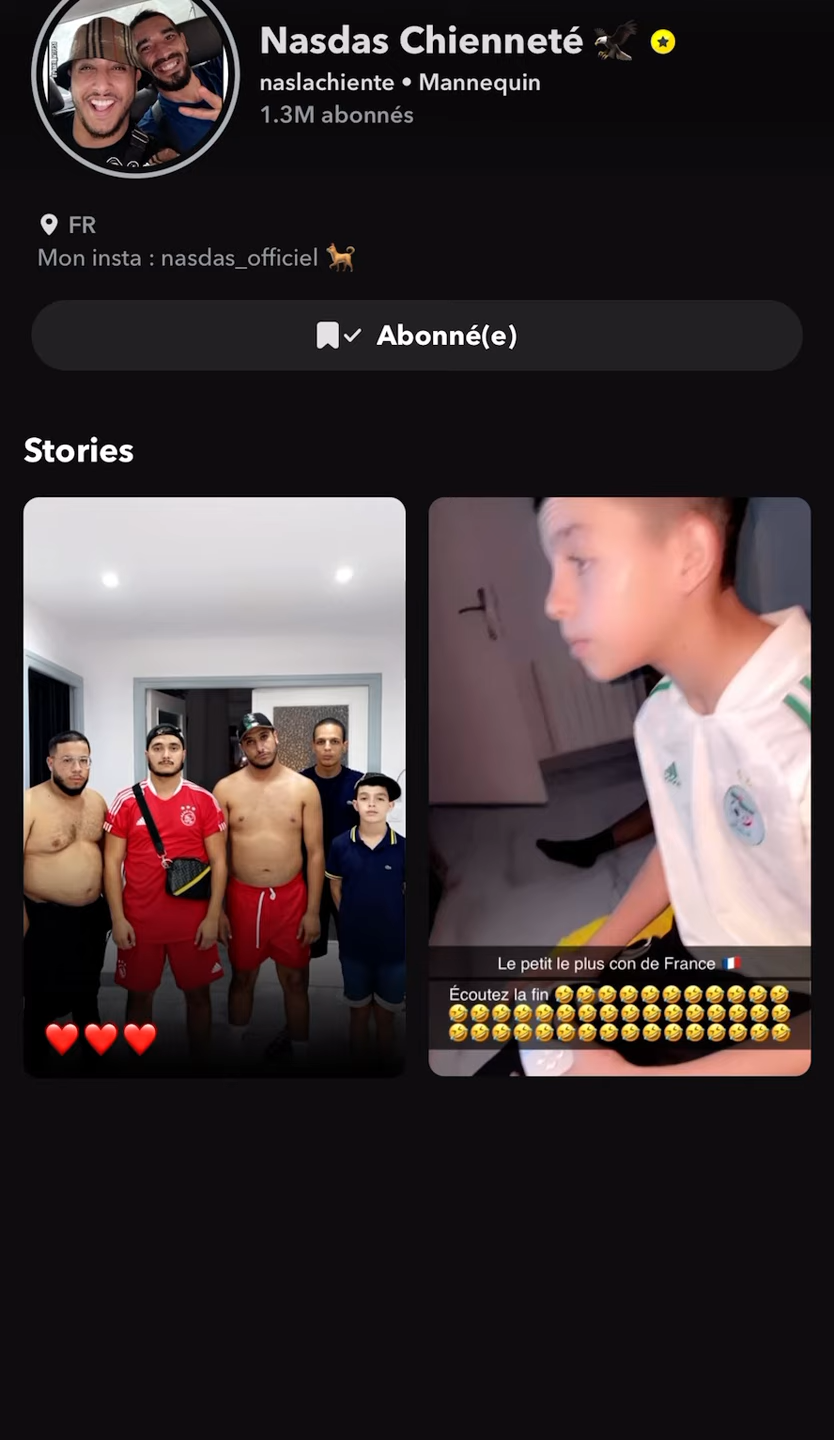 Nasdas Chienneté 🦅
naslachiente • Mannequin
1.3M abonnés
FR
Mon insta : nasdas_officiel 🐕
Abonné(e)
Stories
❤️❤️❤️
Le petit le plus con de France 🇫🇷
Écoutez la fin 🤣🤣🤣🤣🤣🤣🤣🤣🤣🤣🤣
🤣🤣🤣🤣🤣🤣🤣🤣🤣🤣🤣🤣🤣🤣🤣🤣
🤣🤣🤣🤣🤣🤣🤣🤣🤣🤣🤣🤣🤣🤣🤣🤣